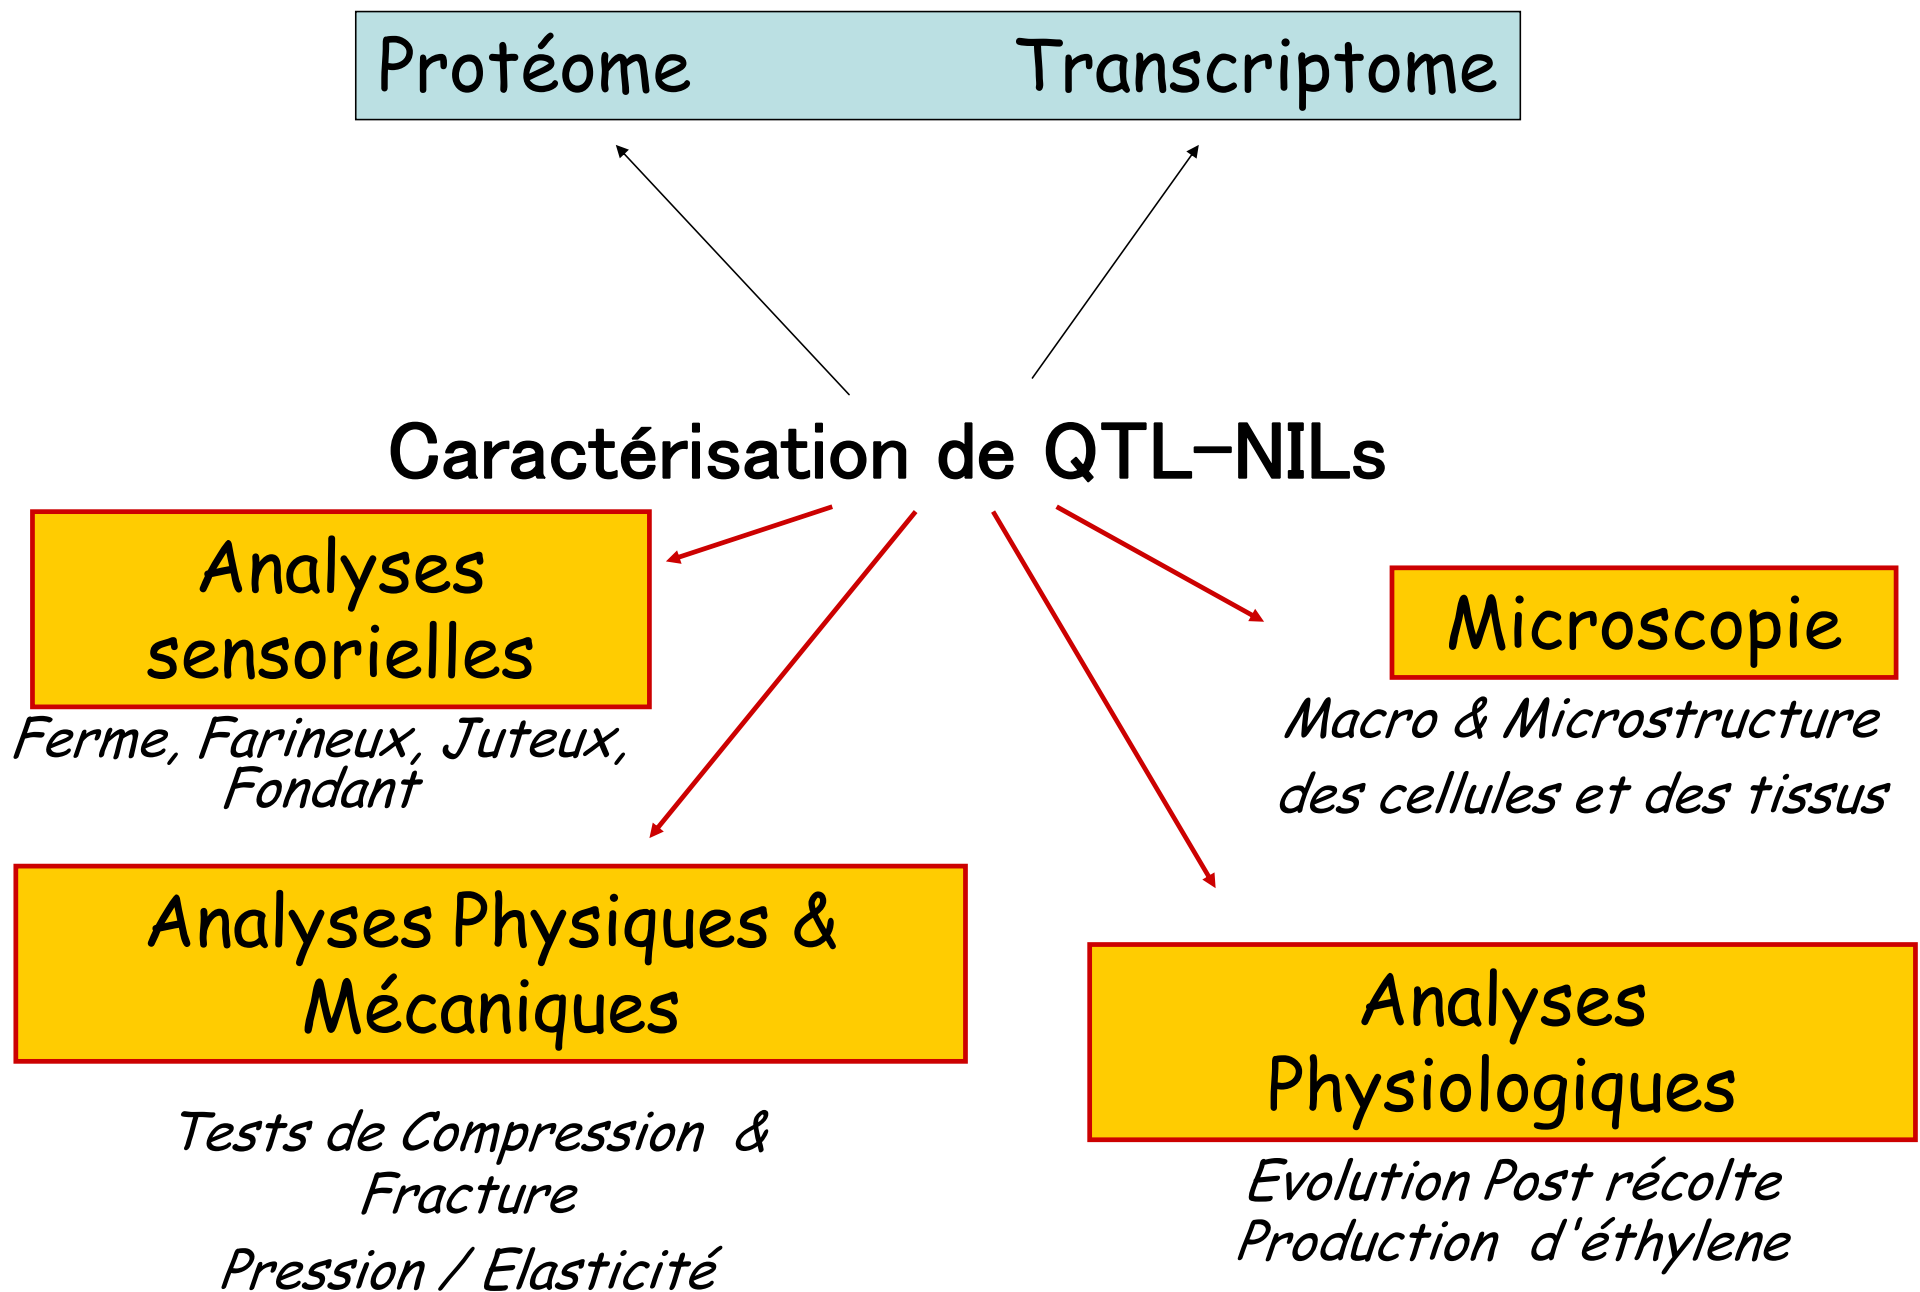 Protéome Transcriptome
Caractérisation de QTL-NILs
Analyses
sensorielles
Ferme, Farineux, Juteux,
Fondant
Microscopie
Macro & Microstructure
des cellules et des tissus
Analyses Physiques &
Mécaniques
Tests de Compression &
Fracture
Pression / Elasticité
Analyses
Physiologiques
Evolution Post récolte
Production d'éthylene